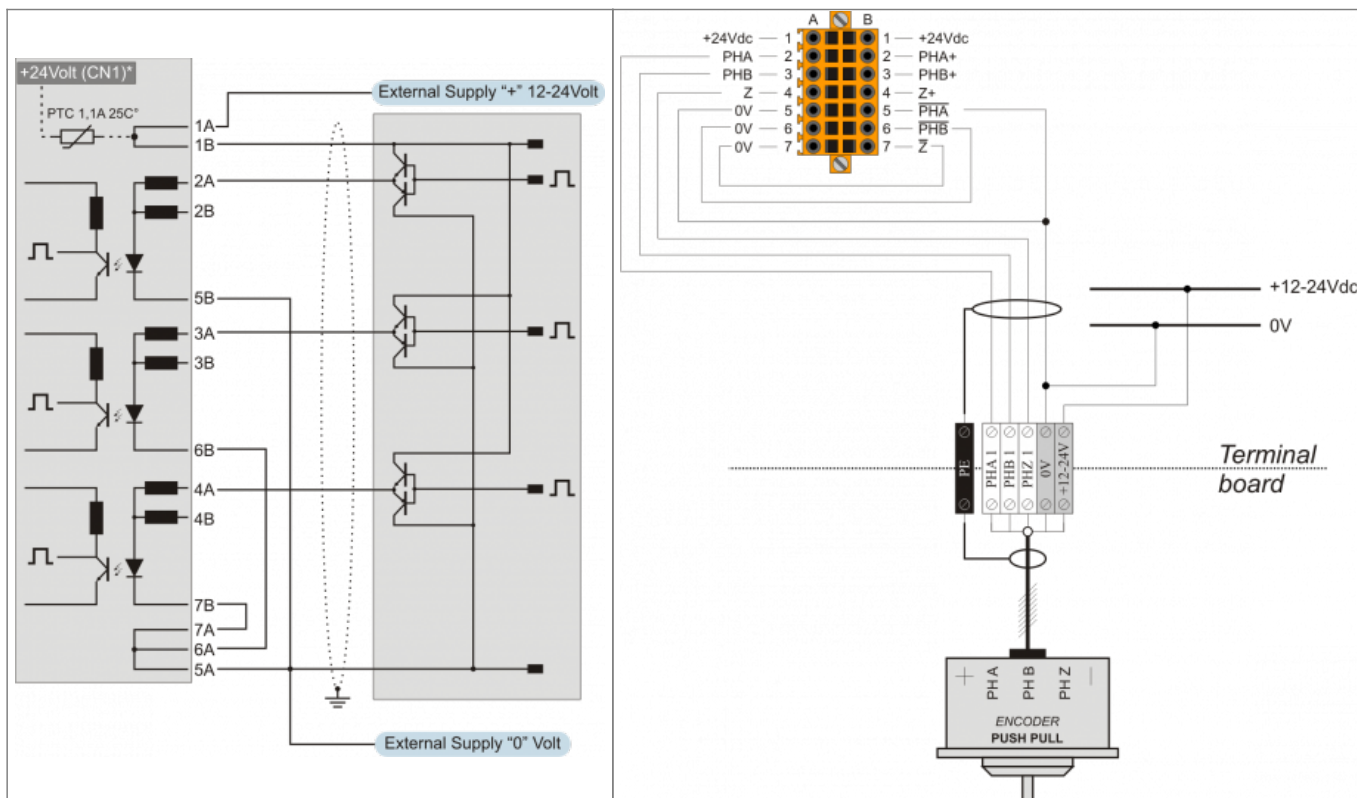 +24Volt (CN1)*
PTC 1,1A 25C°
External Supply "+" 12-24Volt
1A
1B
2A
2B
5B
3A
3B
6B
4A
4B
7B
7A
6A
5A
External Supply "0" Volt
A B
+24Vdc 1 1 +24Vdc
PHA 2 2 PHA+
PHB 3 3 PHB+
Z 4 4 Z+
0V 5 5 P̅H̅A̅
0V 6 6 P̅H̅B̅
0V 7 7 Z̅
+12-24Vdc
0V
PE
PHA 1
PHB 1
PHZ 1
0V
+12-24V
Terminal
board
+ PH A PH B PH Z —
ENCODER
PUSH PULL